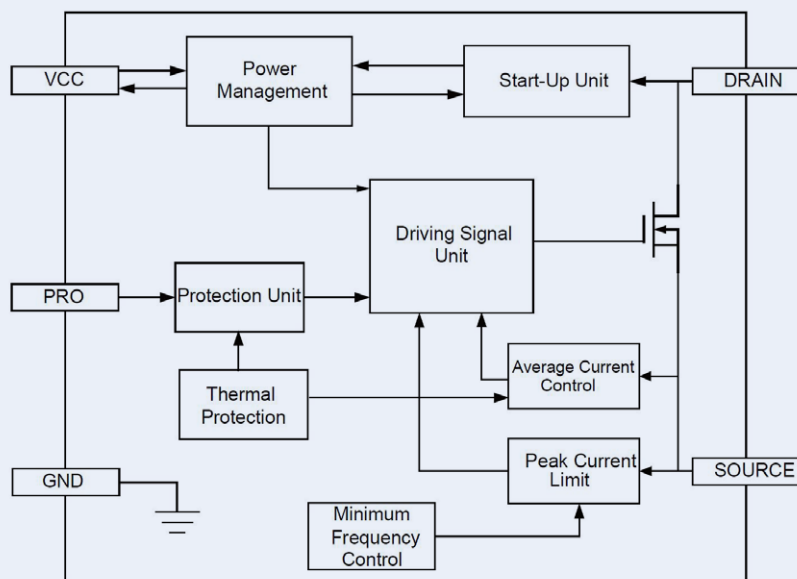 VCC
Power
Management
Start-Up Unit
DRAIN
Driving Signal
Unit
PRO
Protection Unit
Average Current
Control
Thermal
Protection
GND
Peak Current
Limit
SOURCE
Minimum
Frequency
Control